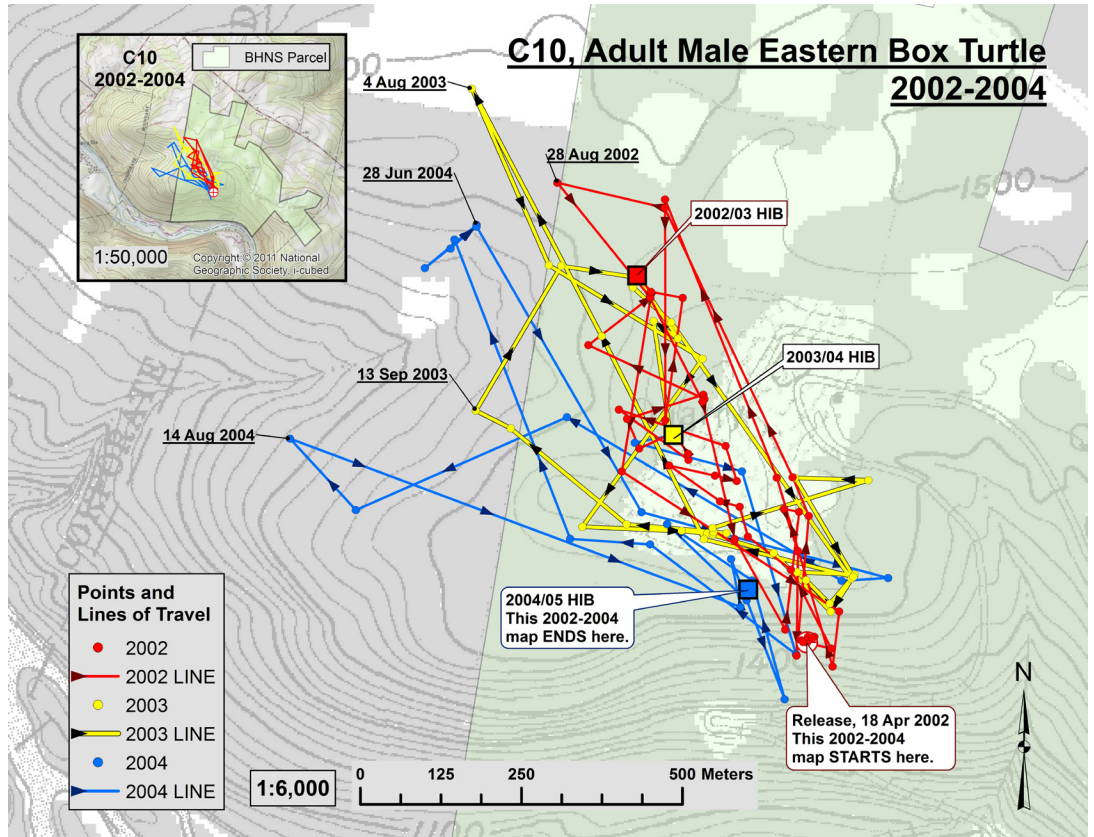 C10, Adult Male Eastern Box Turtle
2002-2004
C10
2002-2004
BHNS Parcel
1:50,000
Copyright:© 2011 National
Geographic Society, i-cubed
4 Aug 2003
28 Aug 2002
28 Jun 2004
2002/03 HIB
1500
2003/04 HIB
13 Sep 2003
14 Aug 2004
2004/05 HIB
This 2002-2004
map ENDS here.
1400
Release, 18 Apr 2002
This 2002-2004
map STARTS here.
N
Points and
Lines of Travel
2002
2002 LINE
2003
2003 LINE
2004
2004 LINE
1:6,000
0 125 250 500 Meters